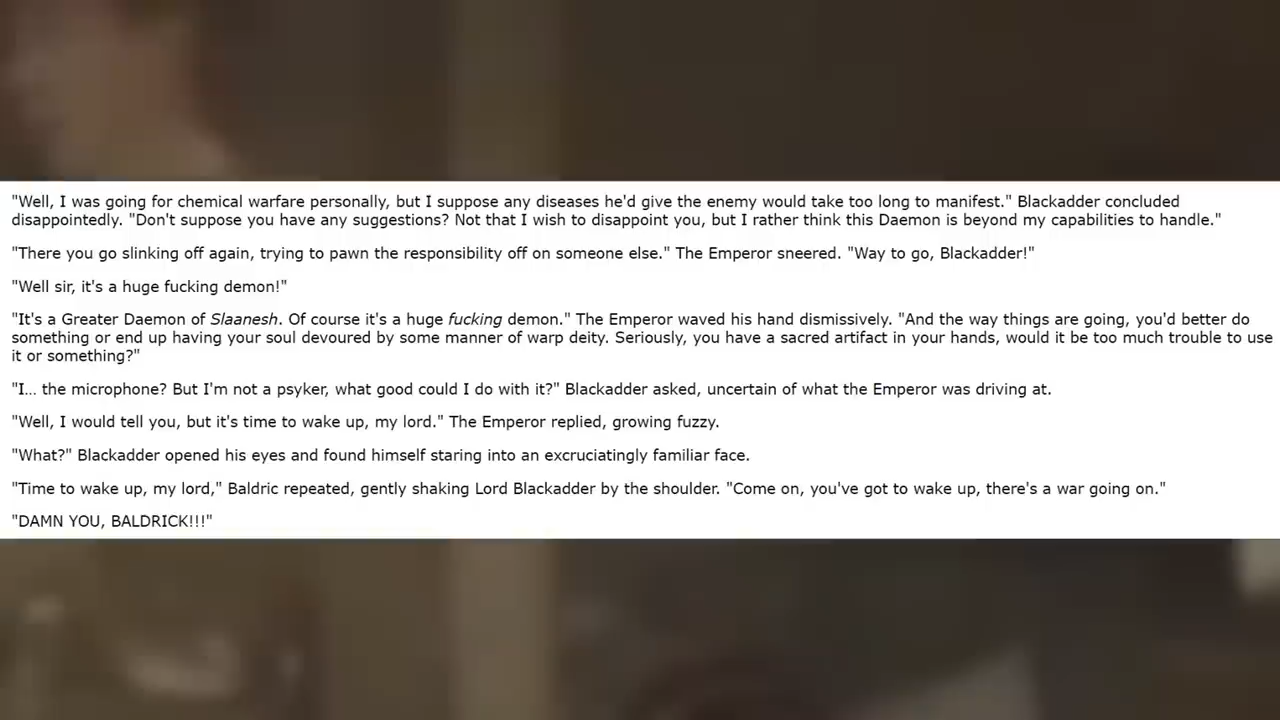 "Well, I was going for chemical warfare personally, but I suppose any diseases he'd give the enemy would take too long to manifest." Blackadder concluded
disappointedly. "Don't suppose you have any suggestions? Not that I wish to disappoint you, but I rather think this Daemon is beyond my capabilities to handle."
"There you go slinking off again, trying to pawn the responsibility off on someone else." The Emperor sneered. "Way to go, Blackadder!"
"Well sir, it's a huge fucking demon!"
"It's a Greater Daemon of Slaanesh. Of course it's a huge fucking demon." The Emperor waved his hand dismissively. "And the way things are going, you'd better do
something or end up having your soul devoured by some manner of warp deity. Seriously, you have a sacred artifact in your hands, would it be too much trouble to use
it or something?"
"I... the microphone? But I'm not a psyker, what good could I do with it?" Blackadder asked, uncertain of what the Emperor was driving at.
"Well, I would tell you, but it's time to wake up, my lord." The Emperor replied, growing fuzzy.
"What?" Blackadder opened his eyes and found himself staring into an excruciatingly familiar face.
"Time to wake up, my lord," Baldric repeated, gently shaking Lord Blackadder by the shoulder. "Come on, you've got to wake up, there's a war going on."
"DAMN YOU, BALDRICK!!!"